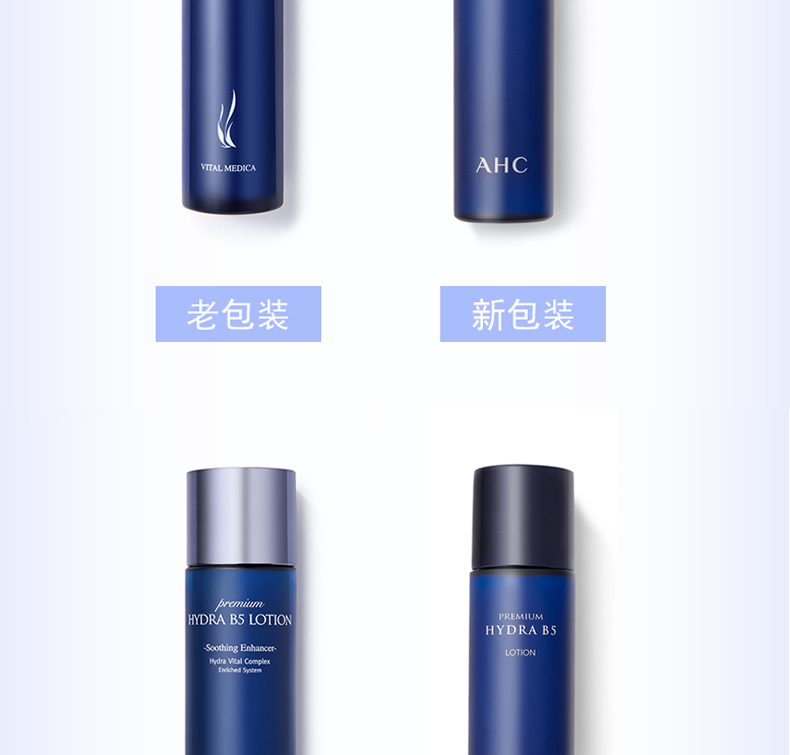 VITAL MEDICA
AHC
老包装
新包装
premium
HYDRA B5 LOTION
-Soothing Enhancer-
Hydra Vital Complex
Enriched System
PREMIUM
HYDRA B5
LOTION